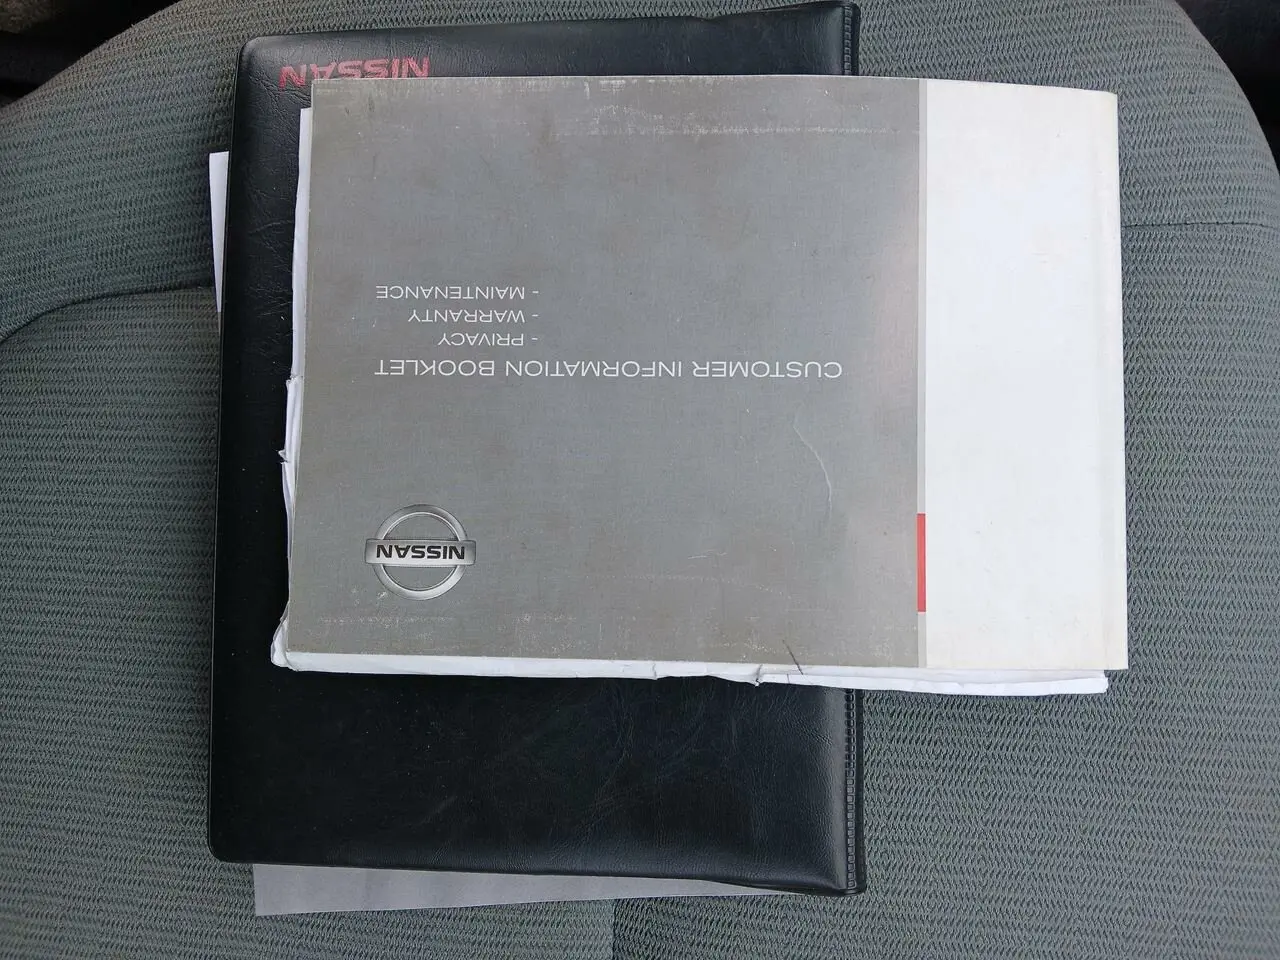 NISSAN
CUSTOMER INFORMATION BOOKLET
- PRIVACY
- WARRANTY
- MAINTENANCE
NISSAN